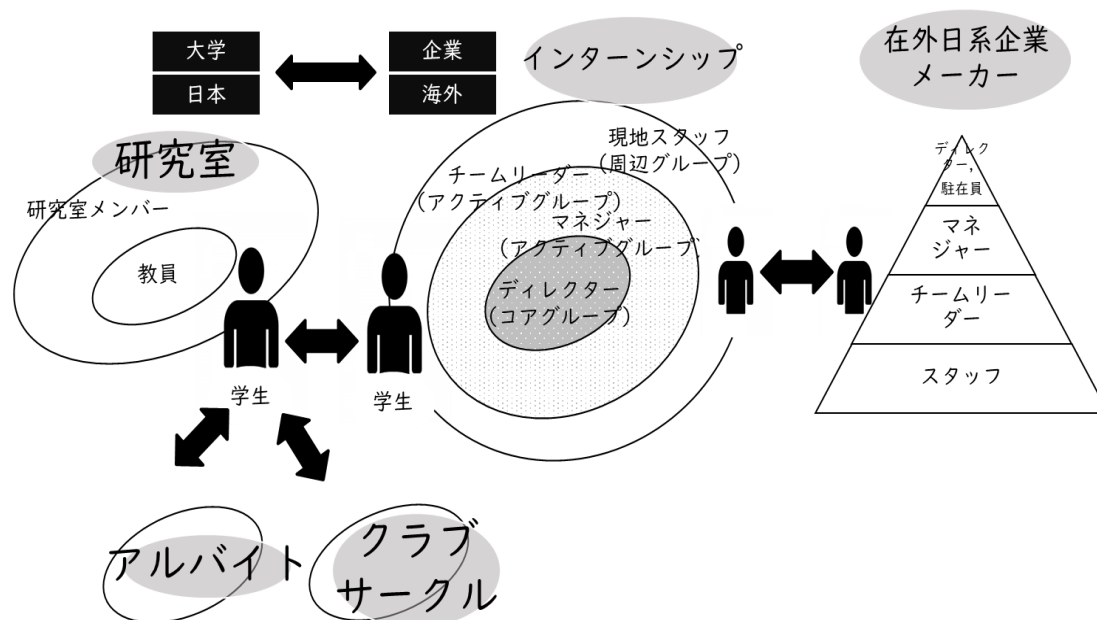 大学
日本
企業
海外
インターンシップ
在外日系企業
メーカー
研究室
研究室メンバー
教員
学生
学生
現地スタッフ
(周辺グループ)
チームリーダー
(アクティブグループ)
マネジャー
(アクティブグループ)
ディレクター
(コアグループ)
ディレク
ター,
駐在員
マネ
ジャー
チームリー
ダー
スタッフ
アルバイト
クラブ
サークル